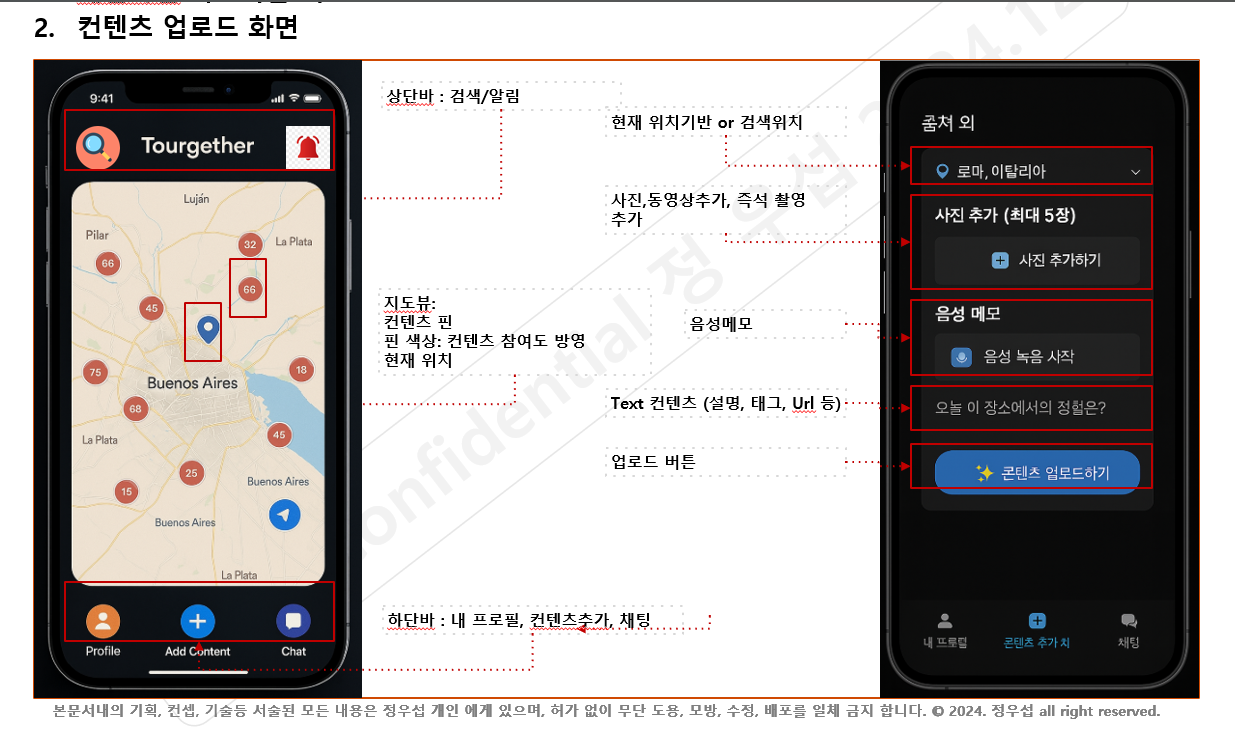 2. 컨텐츠 업로드 화면
9:41
Tourgether
Luján
Pilar
La Plata
32
66
66
45
75
18
Buenos Aires
68
La Plata
45
25
Buenos Aires
15
Buenos Aires
La Plata
Profile
Add Content
Chat
상단바 : 검색/알림
지도뷰:
컨텐츠 핀
핀 색상: 컨텐츠 참여도 방영
현재 위치
하단바 : 내 프로필, 컨텐츠추가, 채팅
현재 위치기반 or 검색위치
사진,동영상추가, 즉석 촬영
추가
음성메모
Text 컨텐츠 (설명, 태그, Url 등)
업로드 버튼
훔쳐 외
로마, 이탈리아
사진 추가 (최대 5장)
사진 추가하기
음성 메모
음성 녹음 시작
오늘 이 장소에서의 정헐은?
콘텐츠 업로드하기
내 프로필
콘텐츠 추가 치
채팅
Confidential 정 우섭 2024.12
본문서내의 기획, 컨셉, 기술등 서술된 모든 내용은 정우섭 개인 에게 있으며, 허가 없이 무단 도용, 모방, 수정, 배포를 일체 금지 합니다. © 2024. 정우섭 all right reserved.